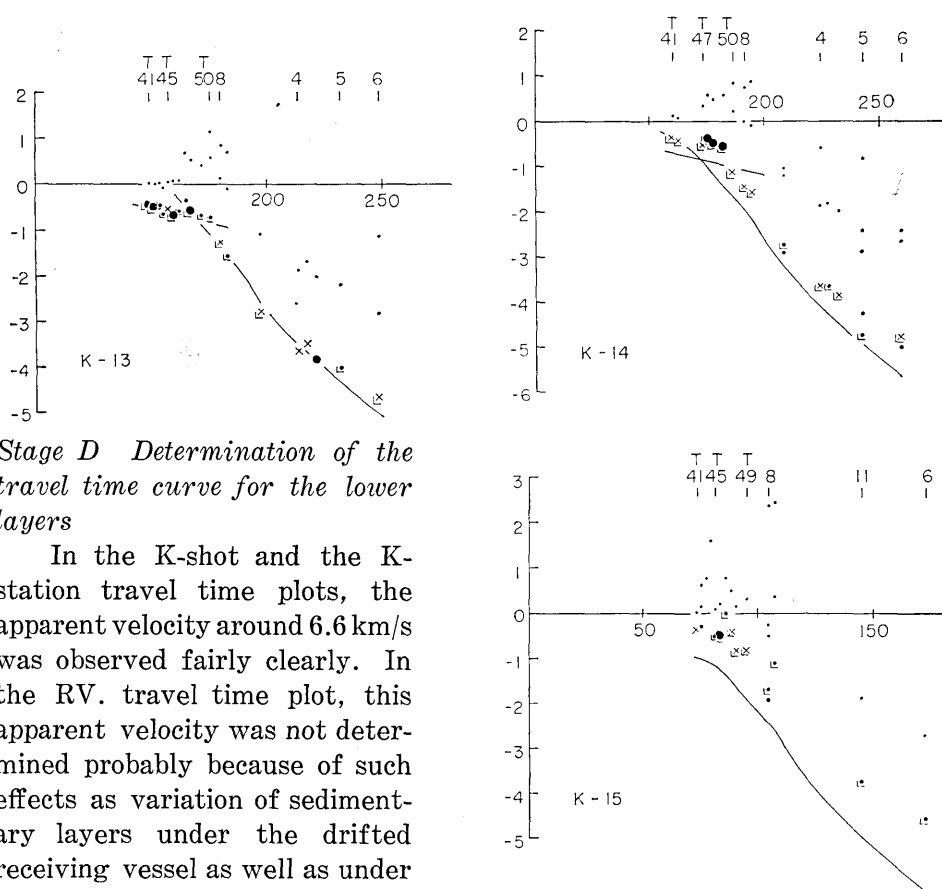 T T T
41 45 50 8 4 5 6
2
1
0
200 250
-1
-2
-3
-4
K-13
-5
T T T
41 47 50 8 4 5 6
2
1
200 250
0
-1
-2
-3
-4
-5
K-14
-6
Stage D Determination of the
travel time curve for the lower
layers
In the K-shot and the K-
station travel time plots, the
apparent velocity around 6.6 km/s
was observed fairly clearly. In
the RV. travel time plot, this
apparent velocity was not deter-
mined probably because of such
effects as variation of sediment-
ary layers under the drifted
receiving vessel as well as under
T T T
41 45 49 8 11 6
3
2
1
0
50 150
-1
-2
-3
-4
K-15
-5